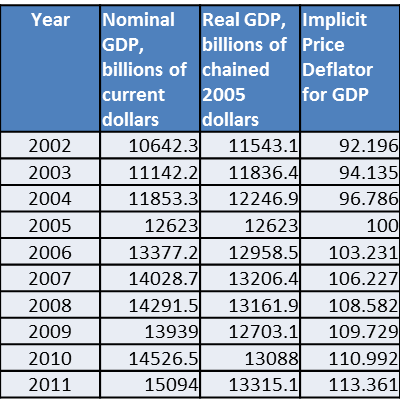 Year Nominal GDP, billions of current dollars Real GDP, billions of chained 2005 dollars Implicit Price Deflator for GDP
2002 10642.3 11543.1 92.196
2003 11142.2 11836.4 94.135
2004 11853.3 12246.9 96.786
2005 12623 12623 100
2006 13377.2 12958.5 103.231
2007 14028.7 13206.4 106.227
2008 14291.5 13161.9 108.582
2009 13939 12703.1 109.729
2010 14526.5 13088 110.992
2011 15094 13315.1 113.361